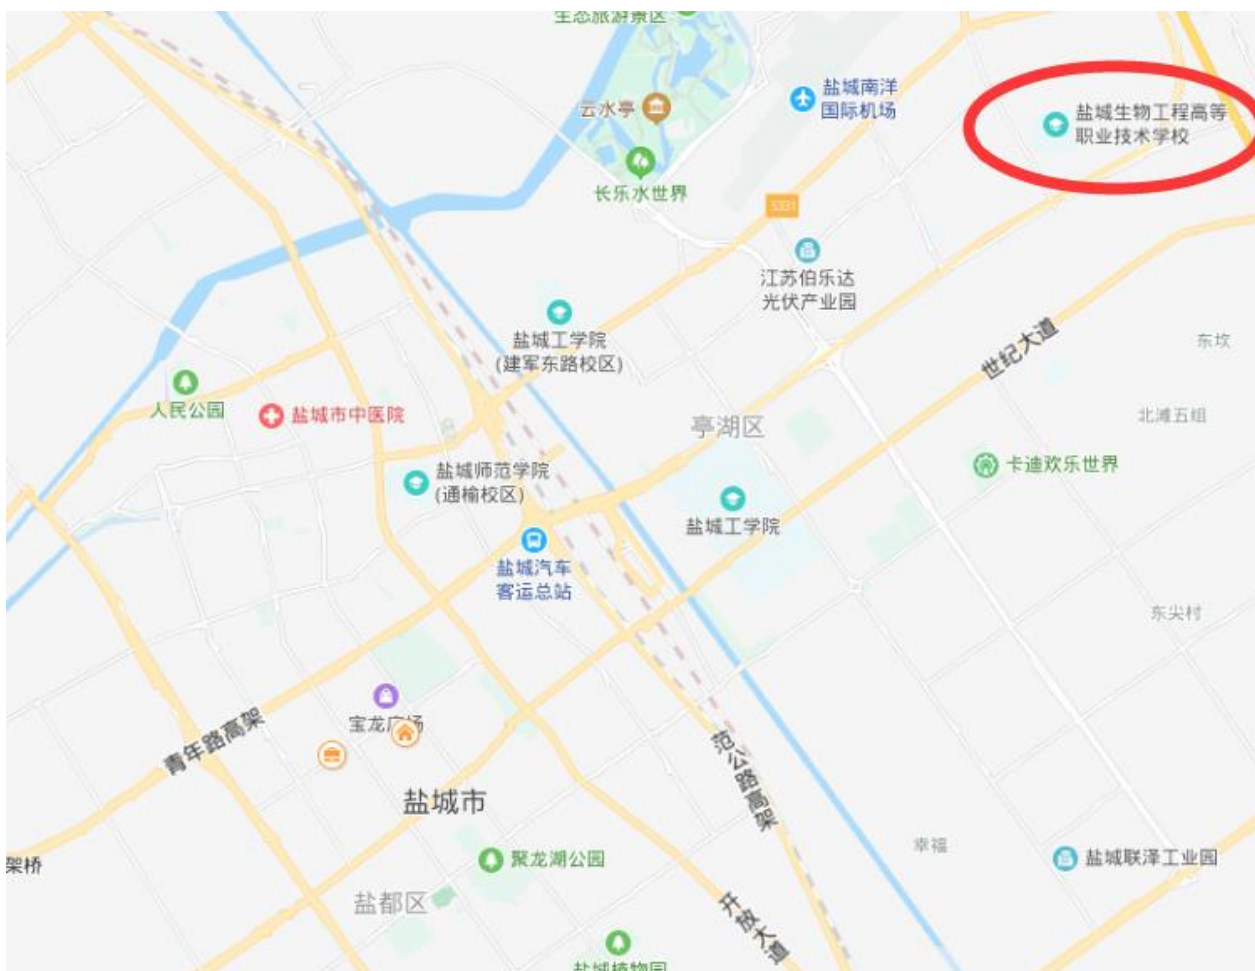 生态旅游景区
盐城南洋
国际机场
云水亭
盐城生物工程高等
职业技术学校
长乐水世界
S331
江苏伯乐达
光伏产业园
盐城工学院
(建军东路校区)
世纪大道
东坎
人民公园
盐城市中医院
亭湖区
北滩五组
盐城师范学院
(通榆校区)
卡迪欢乐世界
盐城工学院
盐城汽车
客运总站
东尖村
宝龙广场
青年路高架
范公路高架
盐城市
幸福
盐城联泽工业园
架桥
聚龙湖公园
盐都区
开放大道
盐城植物园